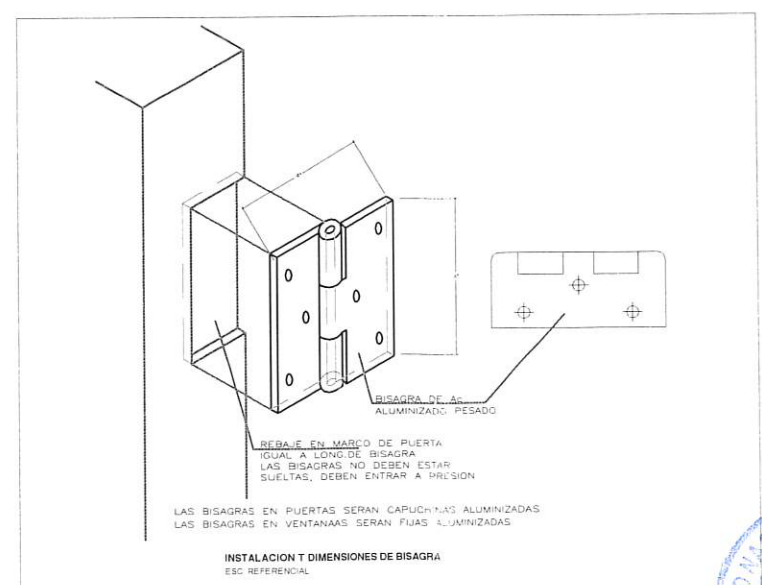 BISAGRA DE Ac.
ALUMINIZADO PESADO
REBAJE EN MARCO DE PUERTA
IGUAL A LONG.DE BISAGRA
LAS BISAGRAS NO DEBEN ESTAR
SUELTAS, DEBEN ENTRAR A PRESION
LAS BISAGRAS EN PUERTAS SERAN CAPUCHINAS ALUMINIZADAS
LAS BISAGRAS EN VENTANAAS SERAN FIJAS ALUMINIZADAS
INSTALACION T DIMENSIONES DE BISAGRA
ESC REFERENCIAL